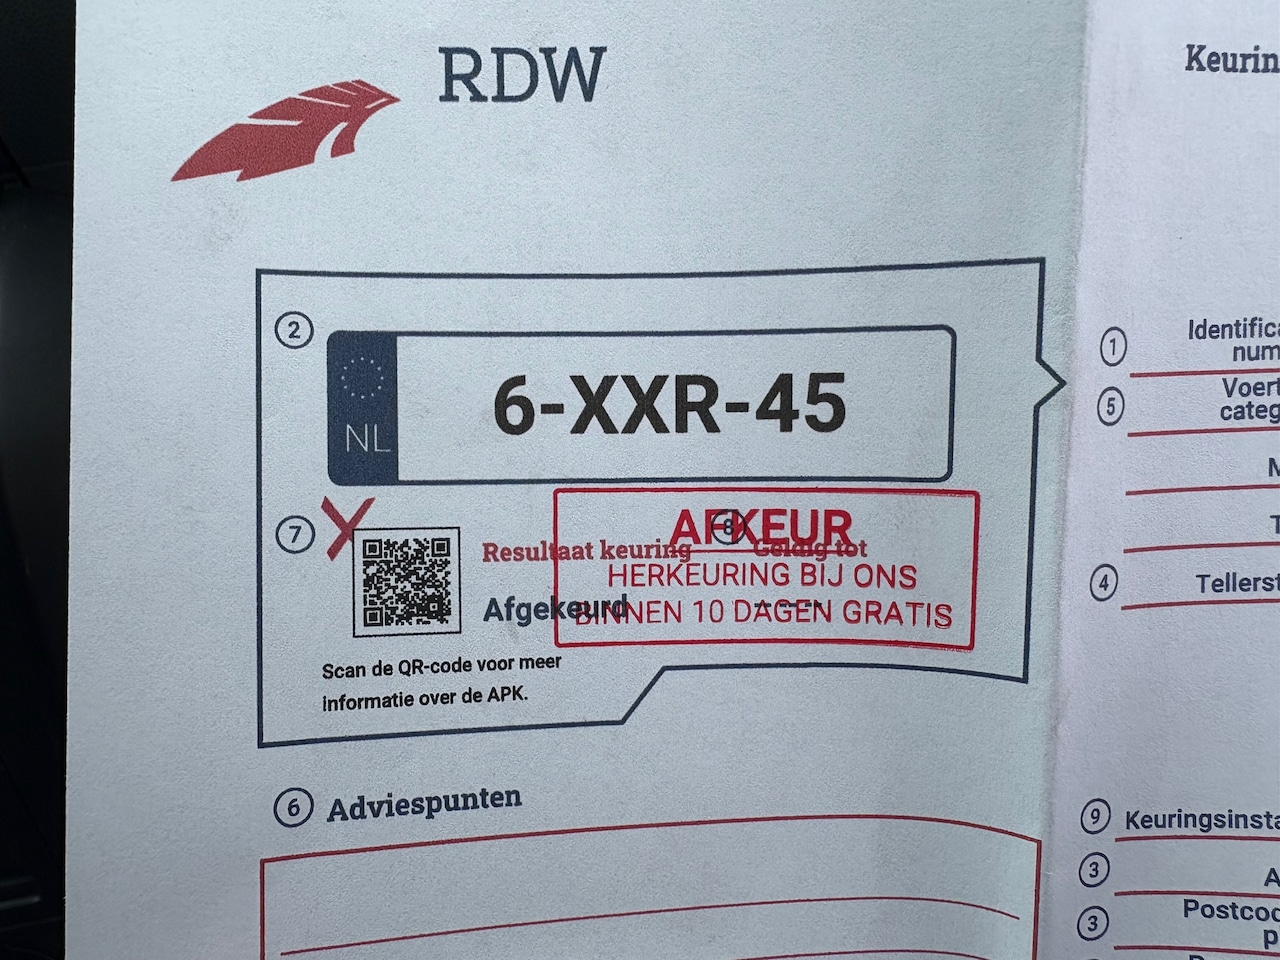 RDW
Keurin
2
NL
6-XXR-45
7
Resultaat keuring
8
Geldig tot
Afgekeurd
----
AFKEUR
HERKEURING BIJ ONS
BINNEN 10 DAGEN GRATIS
Scan de QR-code voor meer
informatie over de APK.
6 Adviespunten
1 Identifica
num
5 Voert
categ
M
T
4 Tellerst
9 Keuringsinsta
3 A
3 Postcod
p